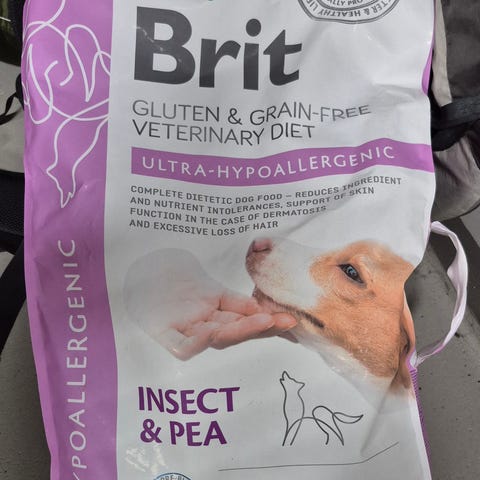 Brit
GLUTEN & GRAIN-FREE
VETERINARY DIET
ULTRA-HYPOALLERGENIC
COMPLETE DIETETIC DOG FOOD – REDUCES INGREDIENT
AND NUTRIENT INTOLERANCES, SUPPORT OF SKIN
FUNCTION IN THE CASE OF DERMATOSIS
AND EXCESSIVE LOSS OF HAIR
INSECT
& PEA
YPOALLERGENIC